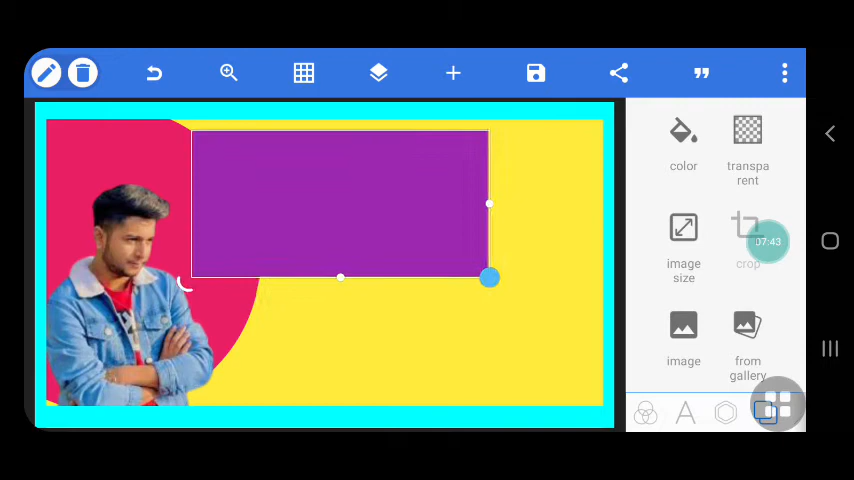 color
transpa
rent
07:43
image
size
crop
image
from
gallery